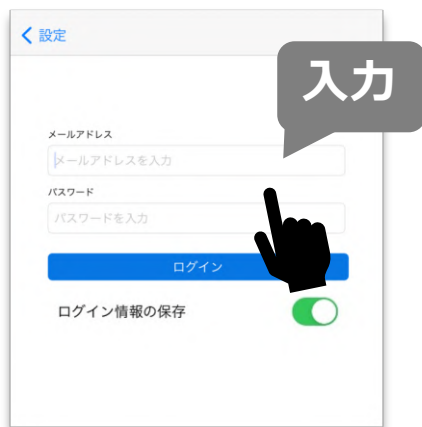 設定
入力
メールアドレス
メールアドレスを入力
パスワード
パスワードを入力
ログイン
ログイン情報の保存